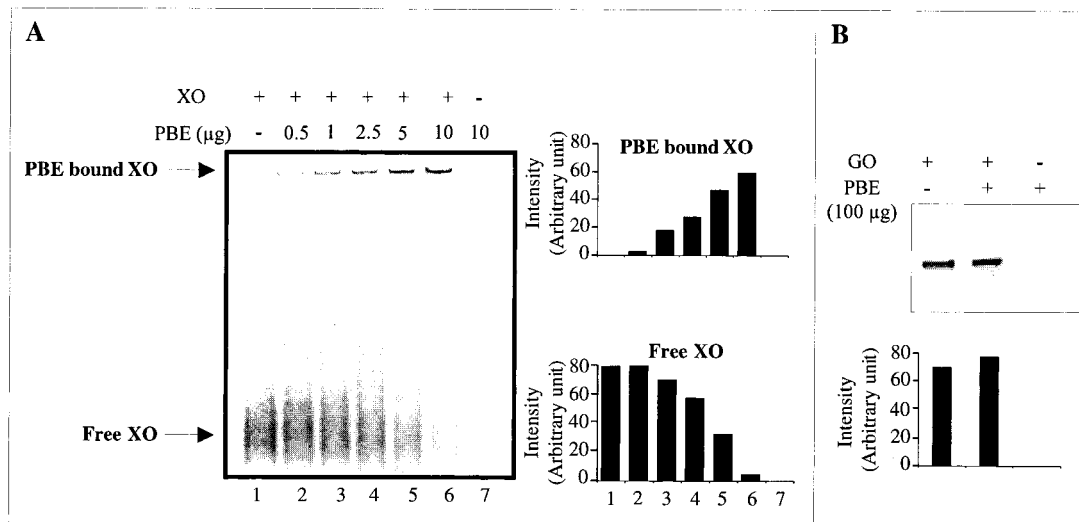 A
XO + + + + + + -
PBE (µg) - 0.5 1 2.5 5 10 10
PBE bound XO
Free XO
1 2 3 4 5 6 7
PBE bound XO
Intensity
(Arbitrary unit)
80
60
40
20
0
Free XO
Intensity
(Arbitrary unit)
80
60
40
20
0
1 2 3 4 5 6 7
B
GO + + -
PBE - + +
(100 µg)
Intensity
(Arbitrary unit)
80
60
40
20
0